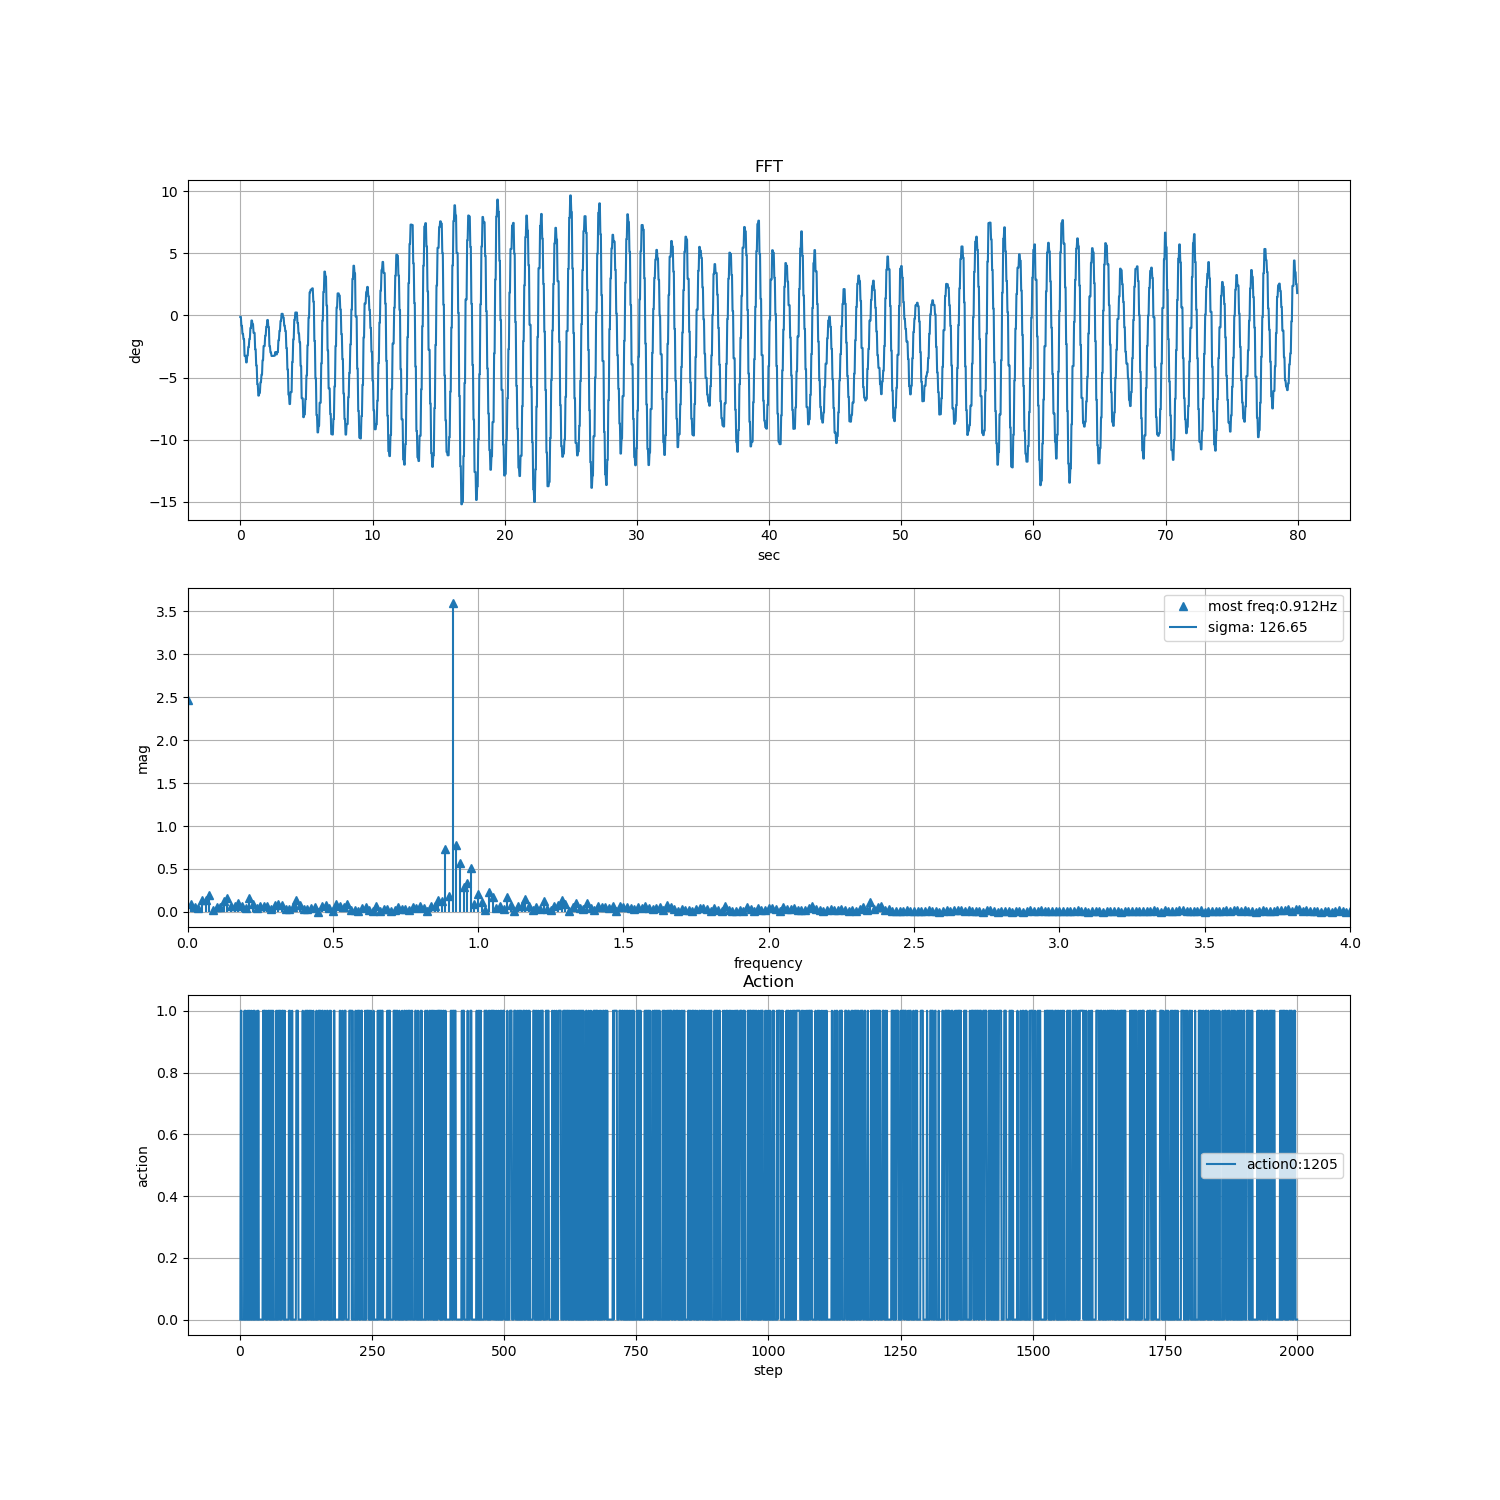 FFT
10
5
0
−5
−10
−15
deg
0 10 20 30 40 50 60 70 80
sec
most freq:0.912Hz
sigma: 126.65
3.5
3.0
2.5
2.0
1.5
1.0
0.5
0.0
mag
0.0 0.5 1.0 1.5 2.0 2.5 3.0 3.5 4.0
frequency
Action
1.0
0.8
0.6
0.4
0.2
0.0
action
action0:1205
0 250 500 750 1000 1250 1500 1750 2000
step